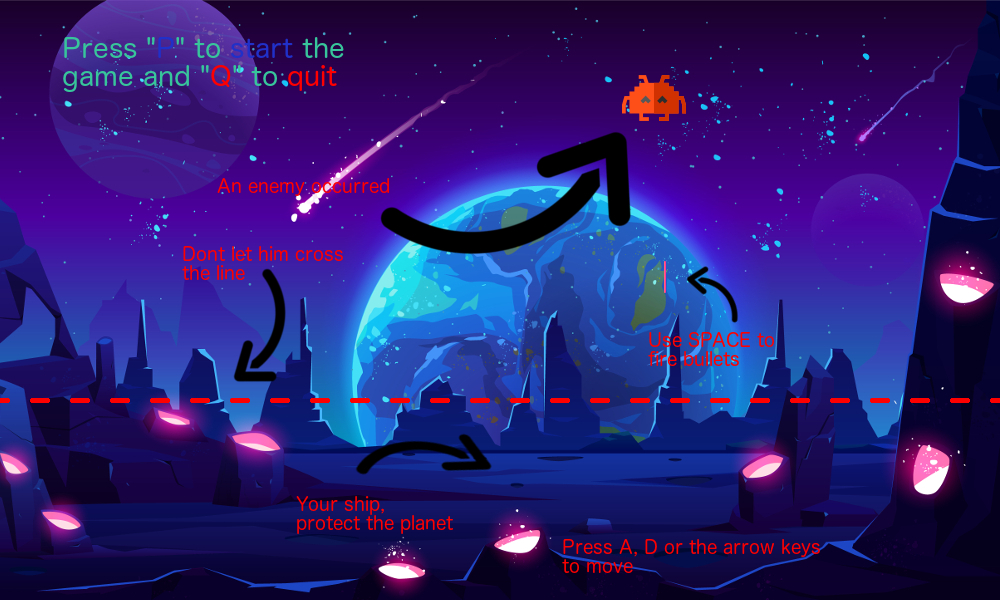 Press "P" to start the
game and "Q" to quit
An enemy occurred
Dont let him cross
the line
Use SPACE to
fire bullets
Your ship,
protect the planet
Press A, D or the arrow keys
to move